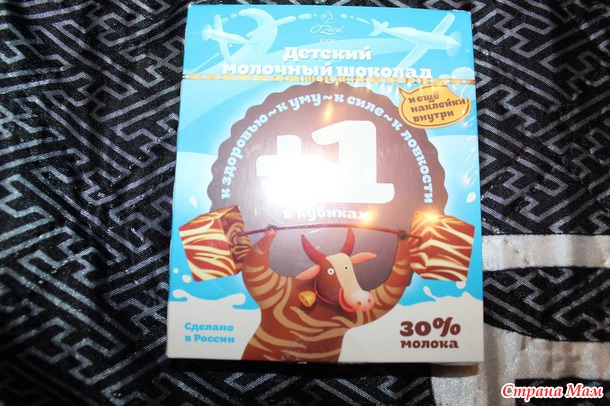 Детский
молочный шоколад
и ещё
наклейки
внутри
к здоровью~к уму~к силе~к ловкости
+1
в кубиках
Сделано
в России
30%
молока
Страна Мам